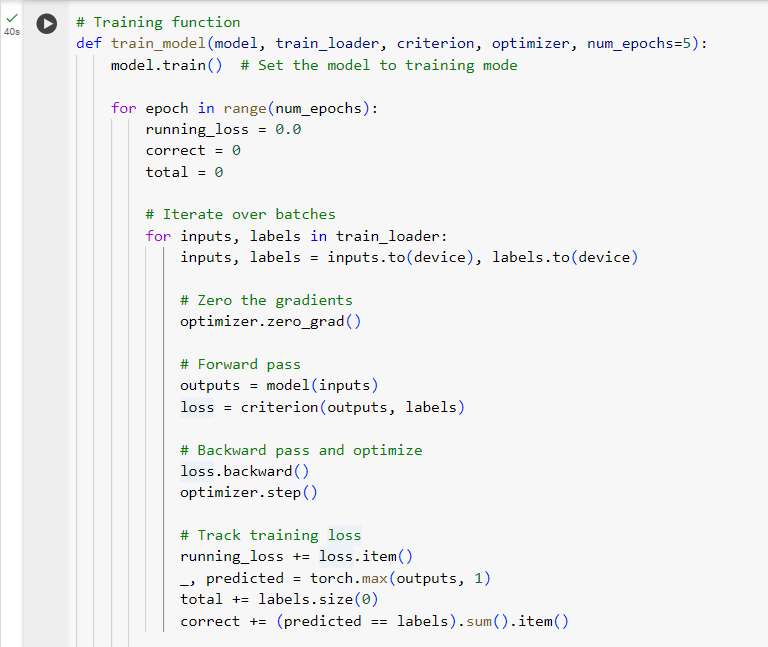 # Training function
40s
def train_model(model, train_loader, criterion, optimizer, num_epochs=5):
    model.train()  # Set the model to training mode

    for epoch in range(num_epochs):
        running_loss = 0.0
        correct = 0
        total = 0

        # Iterate over batches
        for inputs, labels in train_loader:
            inputs, labels = inputs.to(device), labels.to(device)

            # Zero the gradients
            optimizer.zero_grad()

            # Forward pass
            outputs = model(inputs)
            loss = criterion(outputs, labels)

            # Backward pass and optimize
            loss.backward()
            optimizer.step()

            # Track training loss
            running_loss += loss.item()
            _, predicted = torch.max(outputs, 1)
            total += labels.size(0)
            correct += (predicted == labels).sum().item()